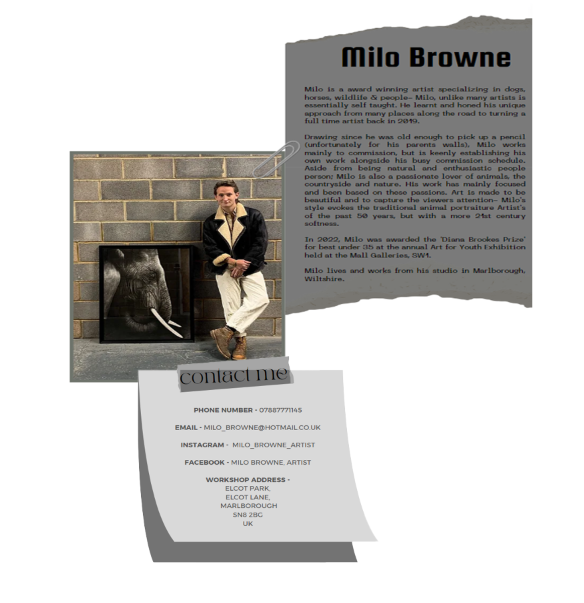 Milo Browne
Milo is a award winning artist specializing in dogs,
horses, wildlife & people- Milo, unlike many artists is
essentially self taught. He learnt and honed his unique
approach from many places along the road to turning a
full time artist back in 2019.
Drawing since he was old enough to pick up a pencil
(unfortunately for his parents walls), Milo works
mainly to commission, but is keenly establishing his
own work alongside his busy commission schedule.
Aside from being natural and enthusiastic people
person; Milo is also a passionate lover of animals, the
countryside and nature. His work has mainly focused
and been based on these passions. Art is made to be
beautiful and to capture the viewers attention- Milo's
style evokes the traditional animal portraiture Artist's
of the past 50 years, but with a more 21st century
softness.
In 2022, Milo was awarded the 'Diana Brookes Prize'
for best under 35 at the annual Art for Youth Exhibition
held at the Mall Galleries, SW1.
Milo lives and works from his studio in Marlborough,
Wiltshire.
contact me
PHONE NUMBER - 07887771145
EMAIL - MILO_BROWNE@HOTMAIL.CO.UK
INSTAGRAM - MILO_BROWNE_ARTIST
FACEBOOK - MILO BROWNE, ARTIST
WORKSHOP ADDRESS -
ELCOT PARK,
ELCOT LANE,
MARLBOROUGH
SN8 2BG
UK